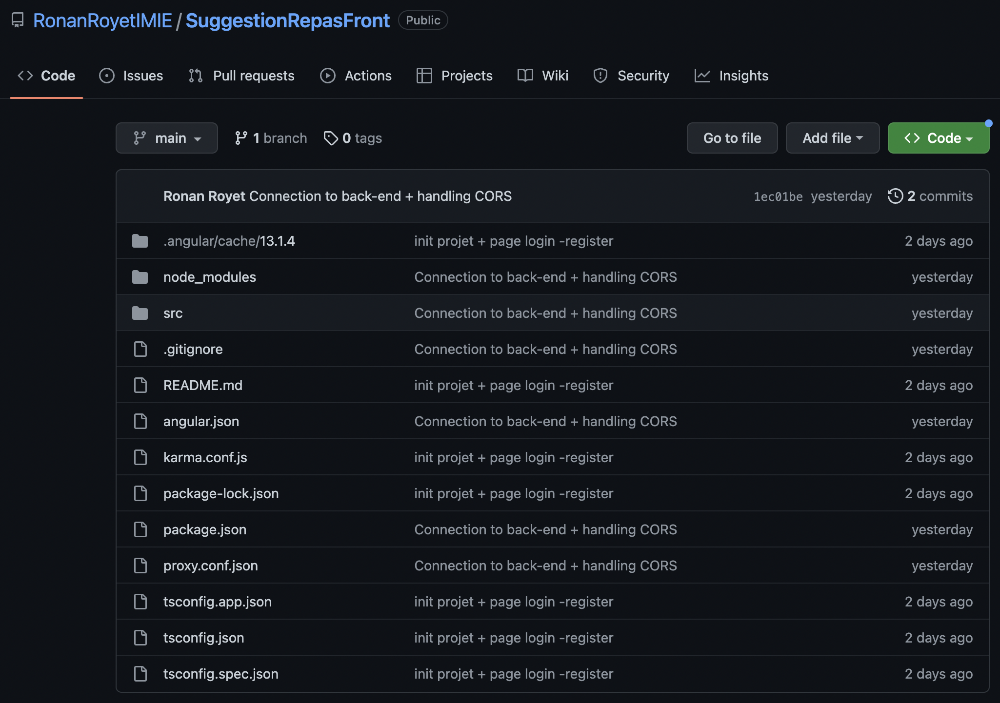 RonanRoyetIMIE / SuggestionRepasFront Public
Code Issues Pull requests Actions Projects Wiki Security Insights
main 1 branch 0 tags Go to file Add file Code
Ronan Royet Connection to back-end + handling CORS 1ec01be yesterday 2 commits
.angular/cache/13.1.4 init projet + page login -register 2 days ago
node_modules Connection to back-end + handling CORS yesterday
src Connection to back-end + handling CORS yesterday
.gitignore Connection to back-end + handling CORS yesterday
README.md init projet + page login -register 2 days ago
angular.json Connection to back-end + handling CORS yesterday
karma.conf.js init projet + page login -register 2 days ago
package-lock.json init projet + page login -register 2 days ago
package.json Connection to back-end + handling CORS yesterday
proxy.conf.json Connection to back-end + handling CORS yesterday
tsconfig.app.json init projet + page login -register 2 days ago
tsconfig.json init projet + page login -register 2 days ago
tsconfig.spec.json init projet + page login -register 2 days ago